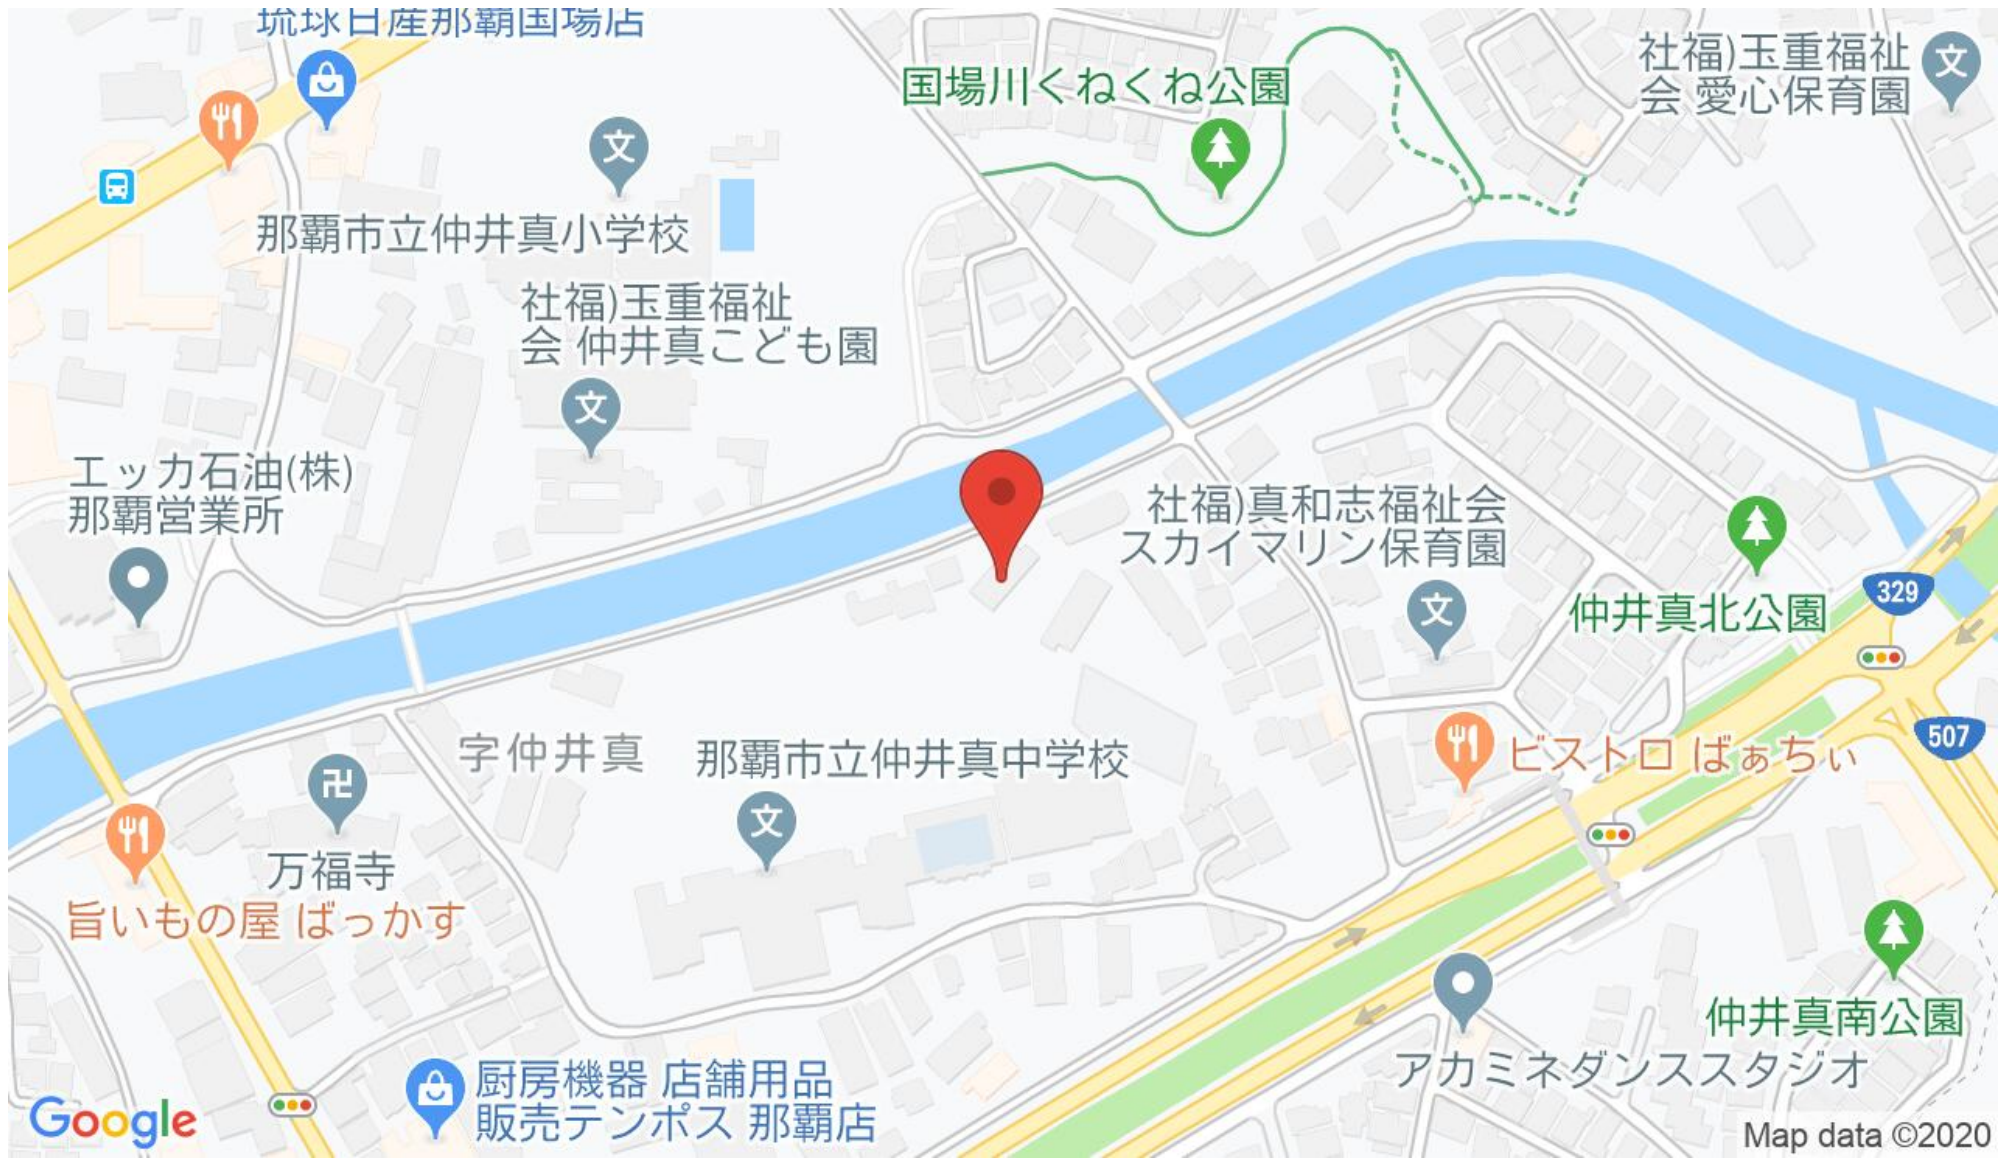 琉球日産那覇国場店
国場川くねくね公園
社福)玉重福祉
会 愛心保育園
文
文
那覇市立仲井真小学校
社福)玉重福祉
会 仲井真こども園
文
エッカ石油(株)
那覇営業所
社福)真和志福祉会
スカイマリン保育園
文
仲井真北公園
329
507
字仲井真
那覇市立仲井真中学校
文
ビストロ ばぁちぃ
卍
万福寺
旨いもの屋 ばっかす
仲井真南公園
アカミネダンススタジオ
厨房機器 店舗用品
販売テンポス 那覇店
Google
Map data ©2020